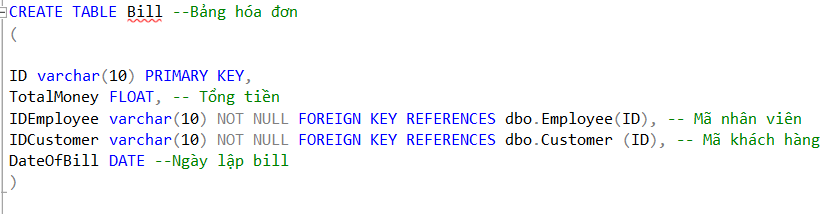 CREATE TABLE Bill --Bảng hóa đơn
(
ID varchar(10) PRIMARY KEY,
TotalMoney FLOAT, -- Tổng tiền
IDEmployee varchar(10) NOT NULL FOREIGN KEY REFERENCES dbo.Employee(ID), -- Mã nhân viên
IDCustomer varchar(10) NOT NULL FOREIGN KEY REFERENCES dbo.Customer (ID), -- Mã khách hàng
DateOfBill DATE --Ngày lập bill
)